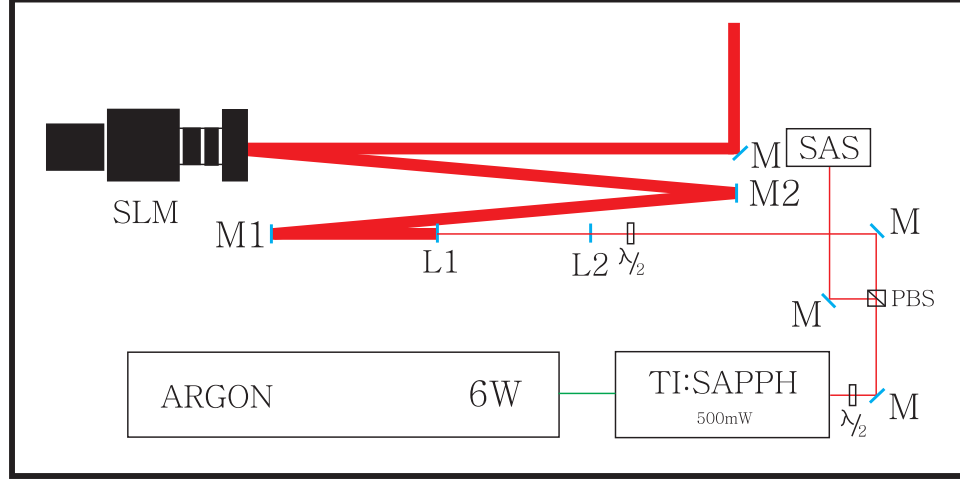 M
SAS
M2
SLM
M1
M
L1
L2
λ/2
M
PBS
ARGON
6W
TI:SAPPH
500mW
λ/2
M